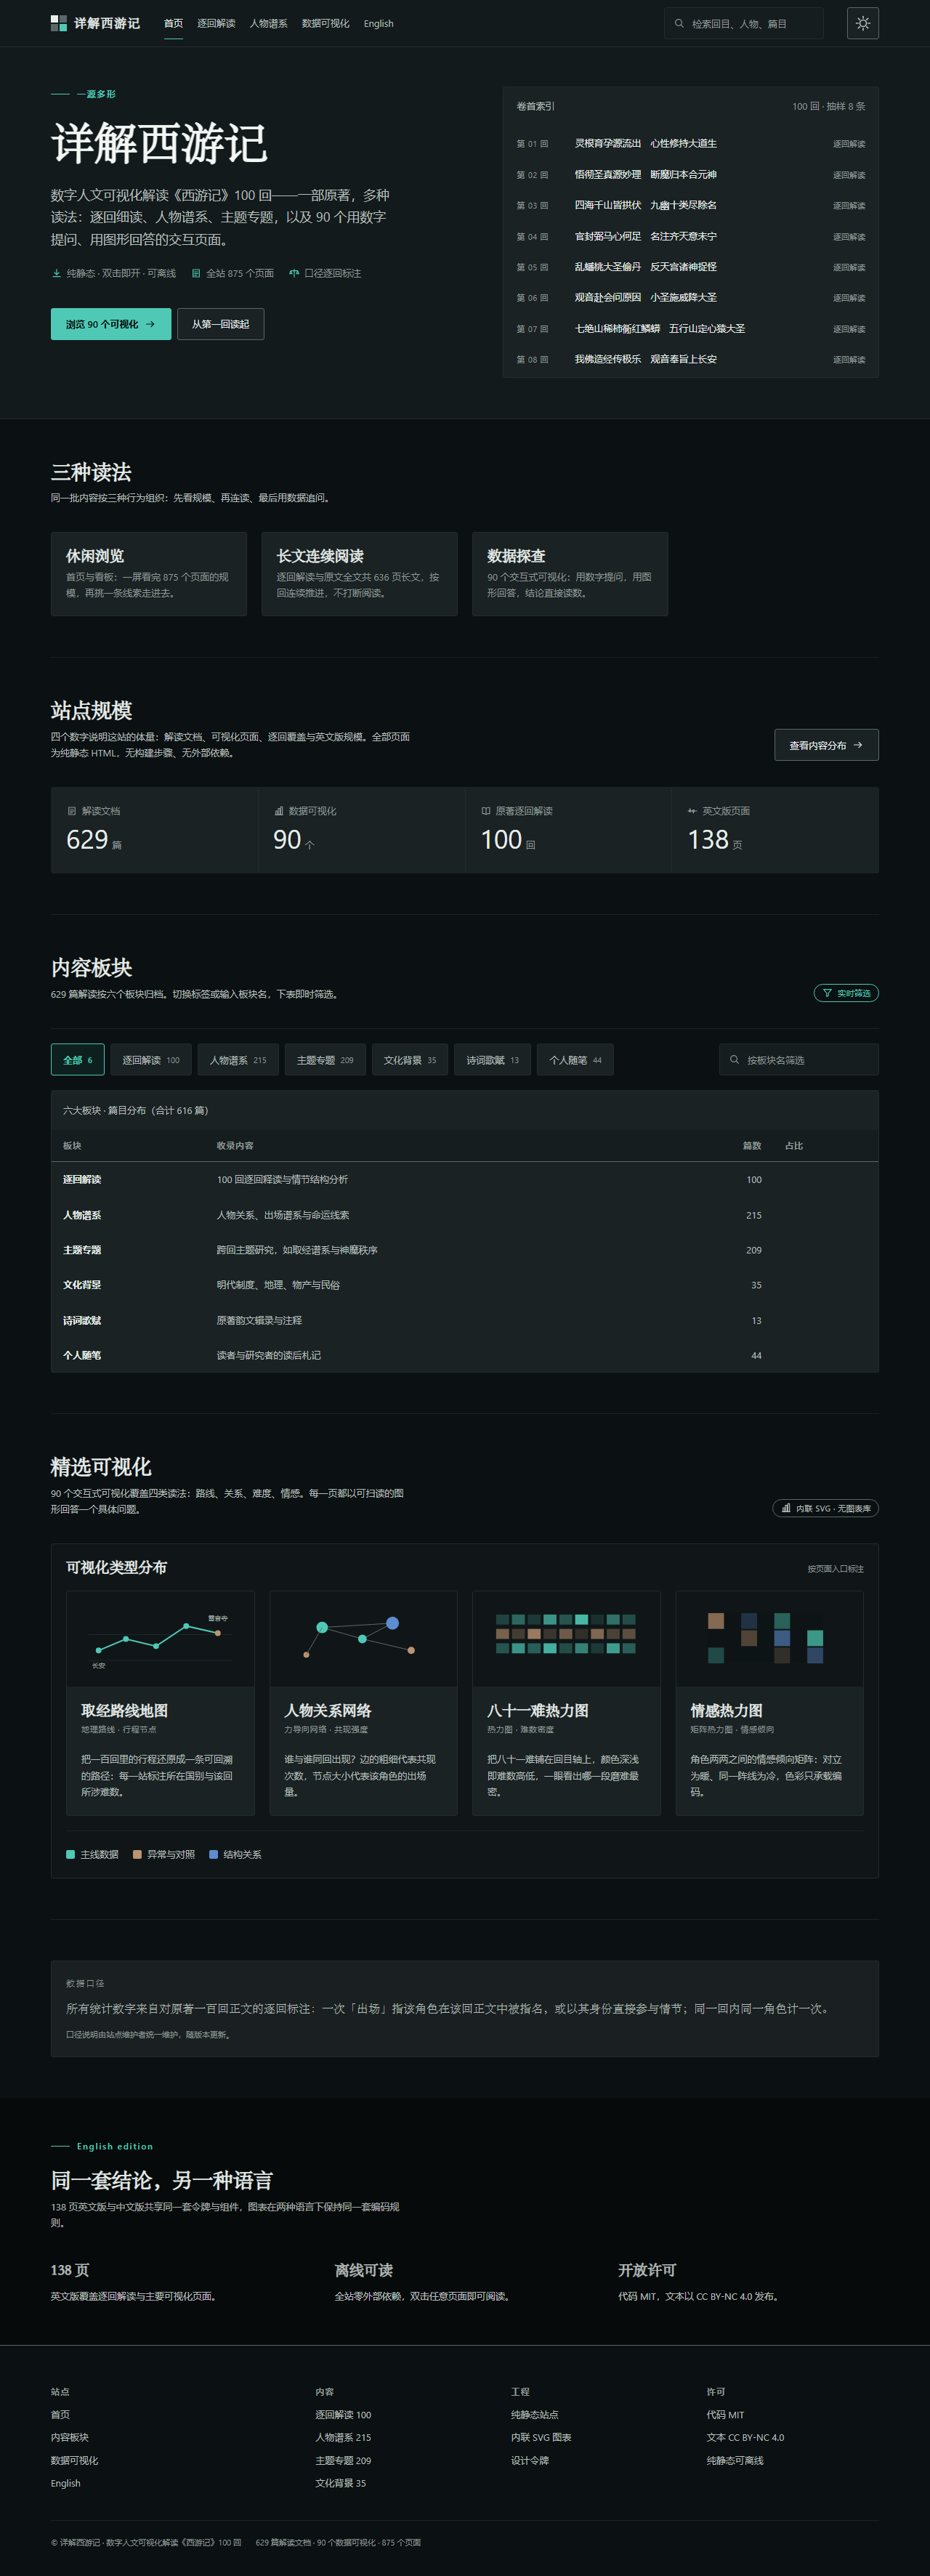 详解西游记 首页 逐回解读 人物谱系 数据可视化 English 检索回目、人物、篇目
一源多形
详解西游记
数字人文可视化解读《西游记》100 回——一部原著，多种
读法：逐回细读、人物谱系、主题专题，以及 90 个用数字
提问、用图形回答的交互页面。
纯静态 · 双击即开 · 可离线 全站 875 个页面 口径逐回标注
浏览 90 个可视化 → 从第一回读起
卷首索引 100 回 · 抽样 8 条
第 01 回 灵根育孕源流出 心性修持大道生 逐回解读
第 02 回 悟彻圣真源妙理 断魔归本合元神 逐回解读
第 03 回 四海千山皆拱伏 九幽十类尽除名 逐回解读
第 04 回 官封弼马心何足 名注齐天意未宁 逐回解读
第 05 回 乱蟠桃大圣偷丹 反天宫诸神捉怪 逐回解读
第 06 回 观音赴会问原因 小圣施威降大圣 逐回解读
第 07 回 七绝山稀柿衕红鳞蟒 五行山定心猿大圣 逐回解读
第 08 回 我佛造经传极乐 观音奉旨上长安 逐回解读
三种读法
同一批内容按三种行为组织：先看规模、再连读、最后用数据追问。
休闲浏览
首页与看板：一屏看完 875 个页面的规
模，再挑一条线索走进去。
长文连续阅读
逐回解读与原文全文共 636 页长文，按
回连续推进，不打断阅读。
数据探查
90 个交互式可视化：用数字提问，用图
形回答，结论直接读数。
站点规模
四个数字说明这站的体量：解读文档、可视化页面、逐回覆盖与英文版规模。全部页面
为纯静态 HTML，无构建步骤、无外部依赖。
查看内容分布 →
解读文档
629 篇
数据可视化
90 个
原著逐回解读
100 回
英文版页面
138 页
内容板块
629 篇解读按六个板块归档。切换标签或输入板块名，下表即时筛选。
实时筛选
全部 6 逐回解读 100 人物谱系 215 主题专题 209 文化背景 35 诗词歌赋 13 个人随笔 44 按板块名筛选
六大板块 · 篇目分布（合计 616 篇）
板块 收录内容 篇数 占比
逐回解读 100 回逐回释读与情节结构分析 100
人物谱系 人物关系、出场谱系与命运线索 215
主题专题 跨回主题研究，如取经谱系与神魔秩序 209
文化背景 明代制度、地理、物产与民俗 35
诗词歌赋 原著韵文辑录与注释 13
个人随笔 读者与研究者的读后札记 44
精选可视化
90 个交互式可视化覆盖四类读法：路线、关系、难度、情感。每一页都以可扫读的图
形回答一个具体问题。
内联 SVG · 无图表库
可视化类型分布 按页面入口标注
雷音寺
长安
取经路线地图
地理路线 · 行程节点
把一百回里的行程还原成一条可回溯
的路径：每一站标注所在国别与该回
所涉难数。
人物关系网络
力导向网络 · 共现强度
谁与谁同回出现？边的粗细代表共现
次数，节点大小代表该角色的出场
量。
八十一难热力图
热力图 · 难数密度
把八十一难铺在回目轴上，颜色深浅
即难数高低，一眼看出哪一段磨难最
密。
情感热力图
矩阵热力图 · 情感倾向
角色两两之间的情感倾向矩阵：对立
为暖、同一阵线为冷，色彩只承载编
码。
主线数据 异常与对照 结构关系
数据口径
所有统计数字来自对原著一百回正文的逐回标注：一次「出场」指该角色在该回正文中被指名，或以其身份直接参与情节；同一回内同一角色计一次。
口径说明由站点维护者统一维护，随版本更新。
English edition
同一套结论，另一种语言
138 页英文版与中文版共享同一套令牌与组件，图表在两种语言下保持同一套编码规
则。
138 页
英文版覆盖逐回解读与主要可视化页面。
离线可读
全站零外部依赖，双击任意页面即可阅读。
开放许可
代码 MIT，文本以 CC BY-NC 4.0 发布。
站点
首页
内容板块
数据可视化
English
内容
逐回解读 100
人物谱系 215
主题专题 209
文化背景 35
工程
纯静态站点
内联 SVG 图表
设计令牌
许可
代码 MIT
文本 CC BY-NC 4.0
纯静态可离线
© 详解西游记 · 数字人文可视化解读《西游记》100 回 629 篇解读文档 · 90 个数据可视化 · 875 个页面